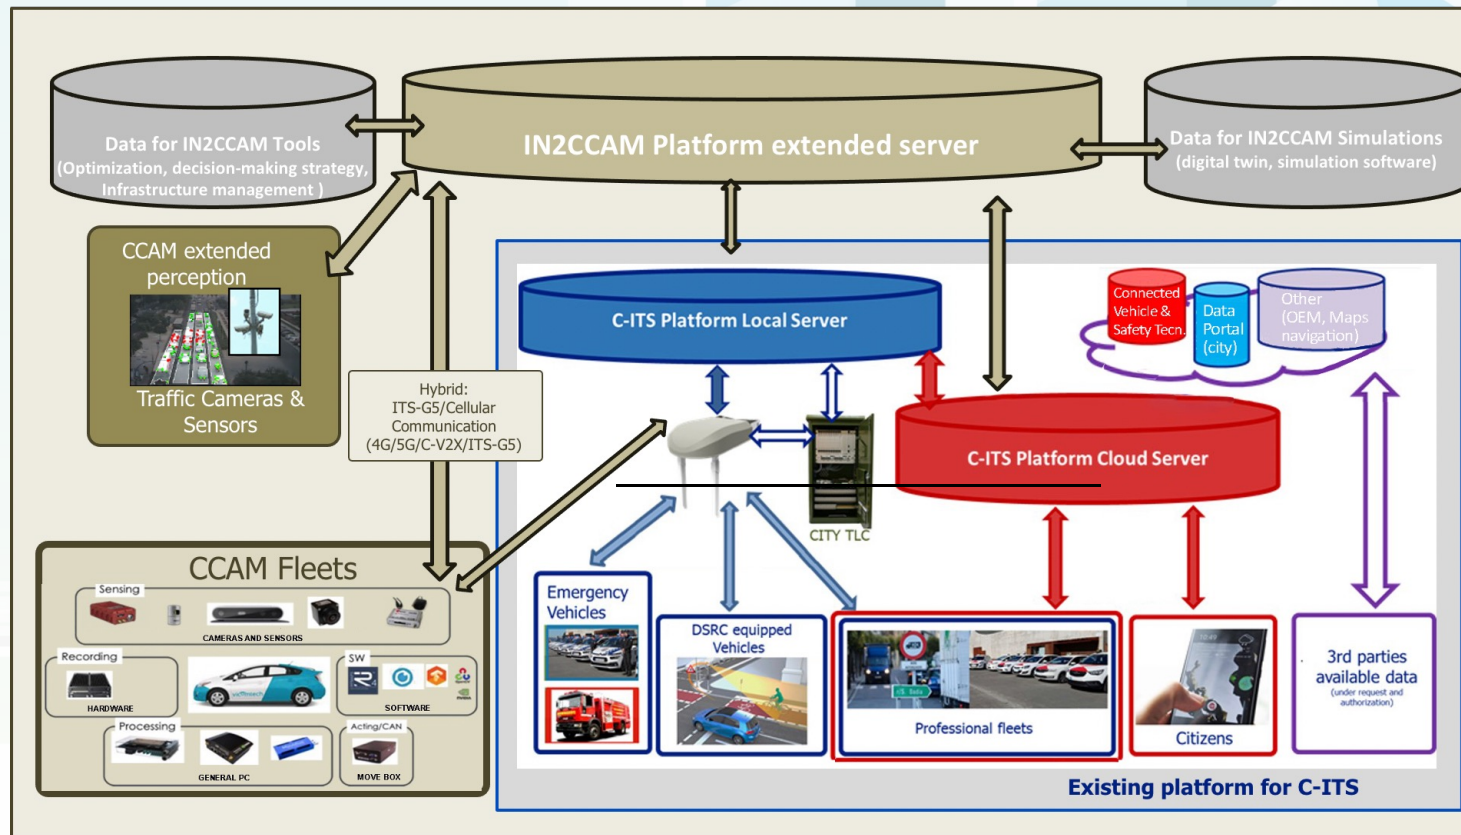 Data for IN2CCAM Tools
(Optimization, decision-making strategy,
Infrastructure management )
IN2CCAM Platform extended server
Data for IN2CCAM Simulations
(digital twin, simulation software)
CCAM extended
perception
Traffic Cameras &
Sensors
Hybrid:
ITS-G5/Cellular
Communication
(4G/5G/C-V2X/ITS-G5)
C-ITS Platform Local Server
Connected
Vehicle &
Safety Tecn.
Data
Portal
(city)
Other
(OEM, Maps
navigation)
C-ITS Platform Cloud Server
CITY TLC
CCAM Fleets
Sensing
CAMERAS AND SENSORS
Recording
HARDWARE
SW
SOFTWARE
Processing
GENERAL PC
Acting/CAN
MOVE BOX
Emergency
Vehicles
DSRC equipped
Vehicles
Professional fleets
Citizens
3rd parties
available data
(under request and
authorization)
Existing platform for C-ITS